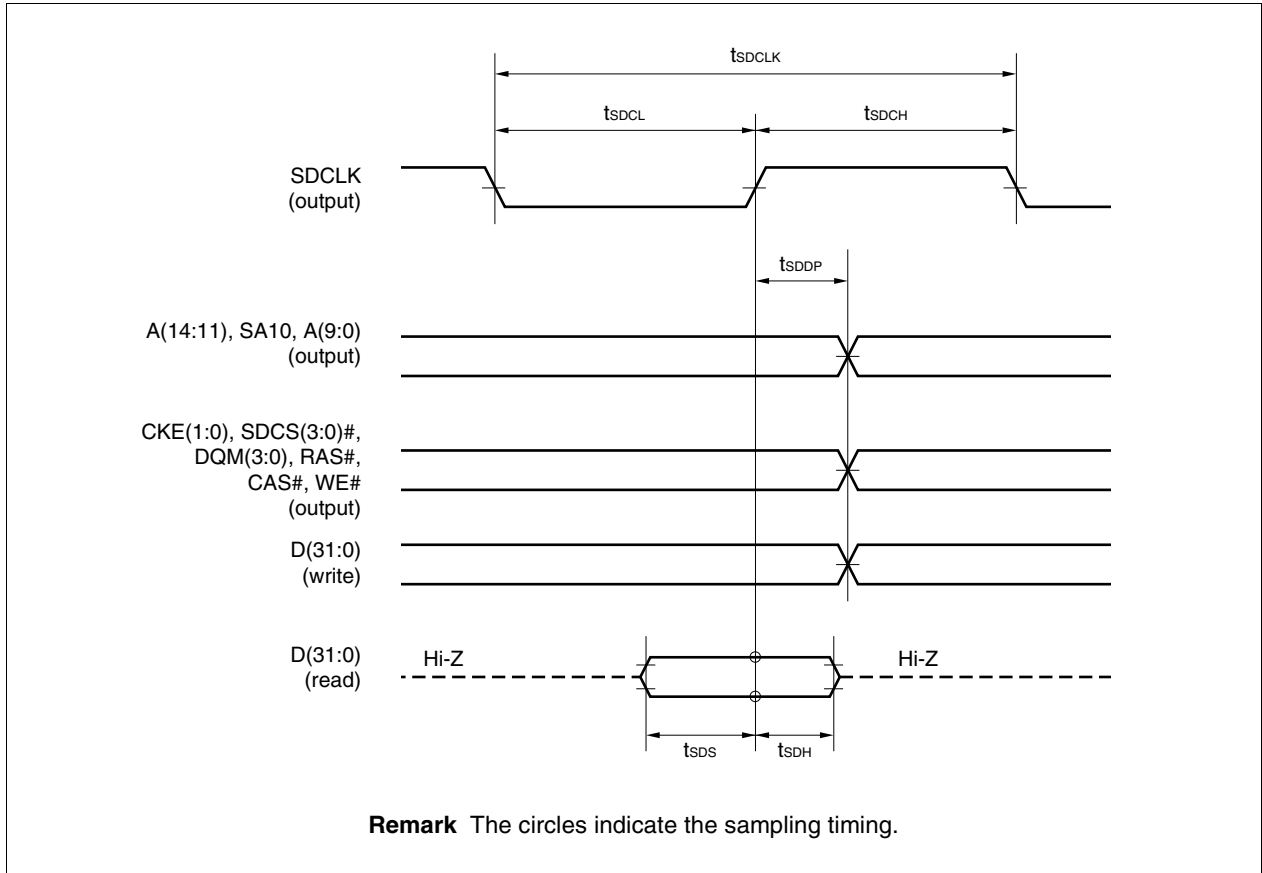 tSDCLK
tSDCL
tSDCH
SDCLK
(output)
tSDDP
A(14:11), SA10, A(9:0)
(output)
CKE(1:0), SDCS(3:0)#,
DQM(3:0), RAS#,
CAS#, WE#
(output)
D(31:0)
(write)
D(31:0)
(read)
Hi-Z
Hi-Z
tSDS
tSDH
Remark The circles indicate the sampling timing.